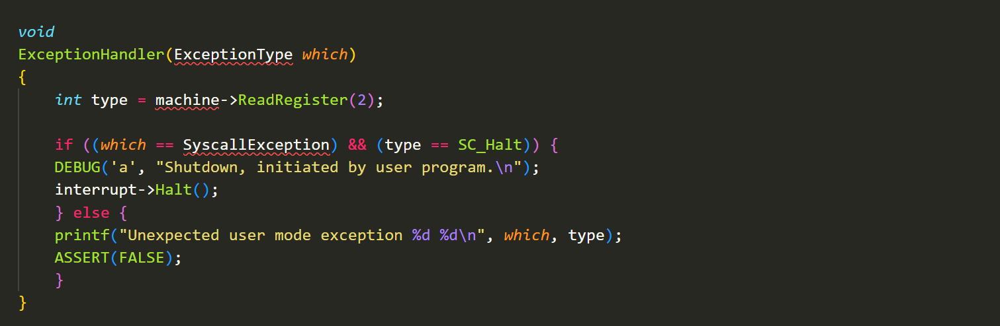 void
ExceptionHandler(ExceptionType which)
{
int type = machine->ReadRegister(2);
if ((which == SyscallException) && (type == SC_Halt)) {
DEBUG('a', "Shutdown, initiated by user program.\n");
interrupt->Halt();
} else {
printf("Unexpected user mode exception %d %d\n", which, type);
ASSERT(FALSE);
}
}